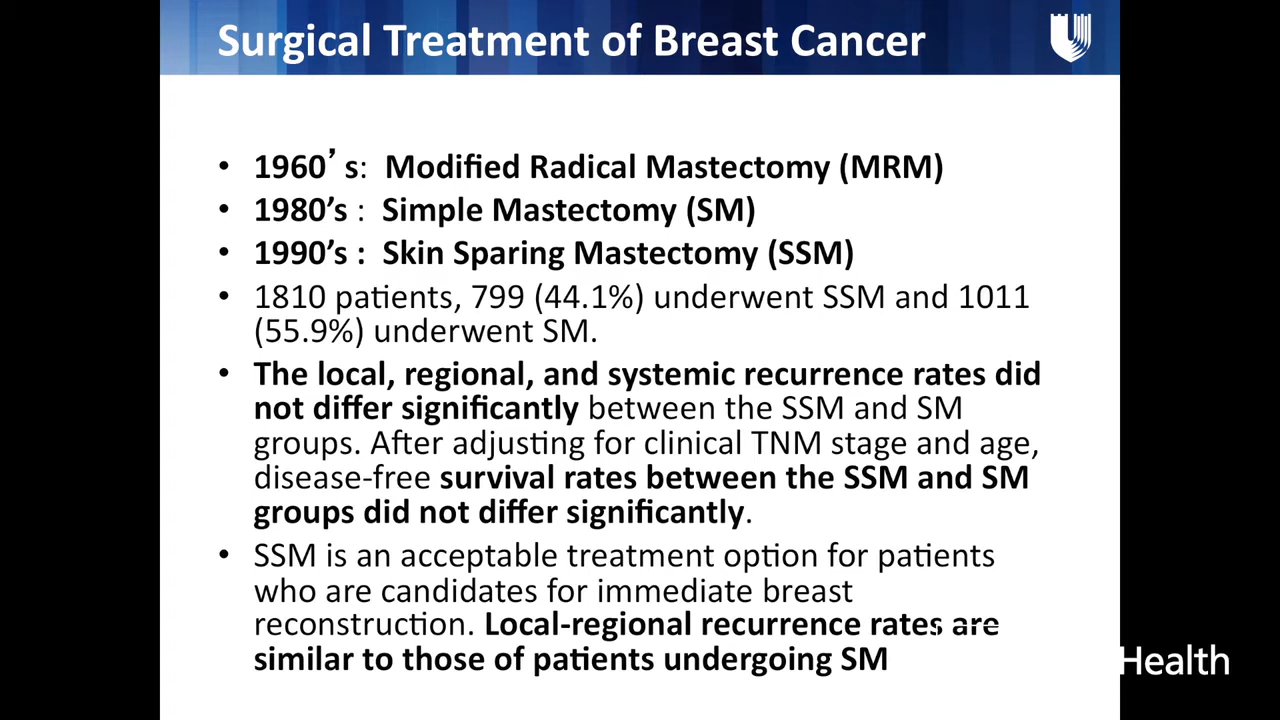 Surgical Treatment of Breast Cancer
• 1960’ s: Modified Radical Mastectomy (MRM)
• 1980’s : Simple Mastectomy (SM)
• 1990’s : Skin Sparing Mastectomy (SSM)
• 1810 patients, 799 (44.1%) underwent SSM and 1011
(55.9%) underwent SM.
• The local, regional, and systemic recurrence rates did
not differ significantly between the SSM and SM
groups. After adjusting for clinical TNM stage and age,
disease-free survival rates between the SSM and SM
groups did not differ significantly.
• SSM is an acceptable treatment option for patients
who are candidates for immediate breast
reconstruction. Local-regional recurrence rates are
similar to those of patients undergoing SM
Health